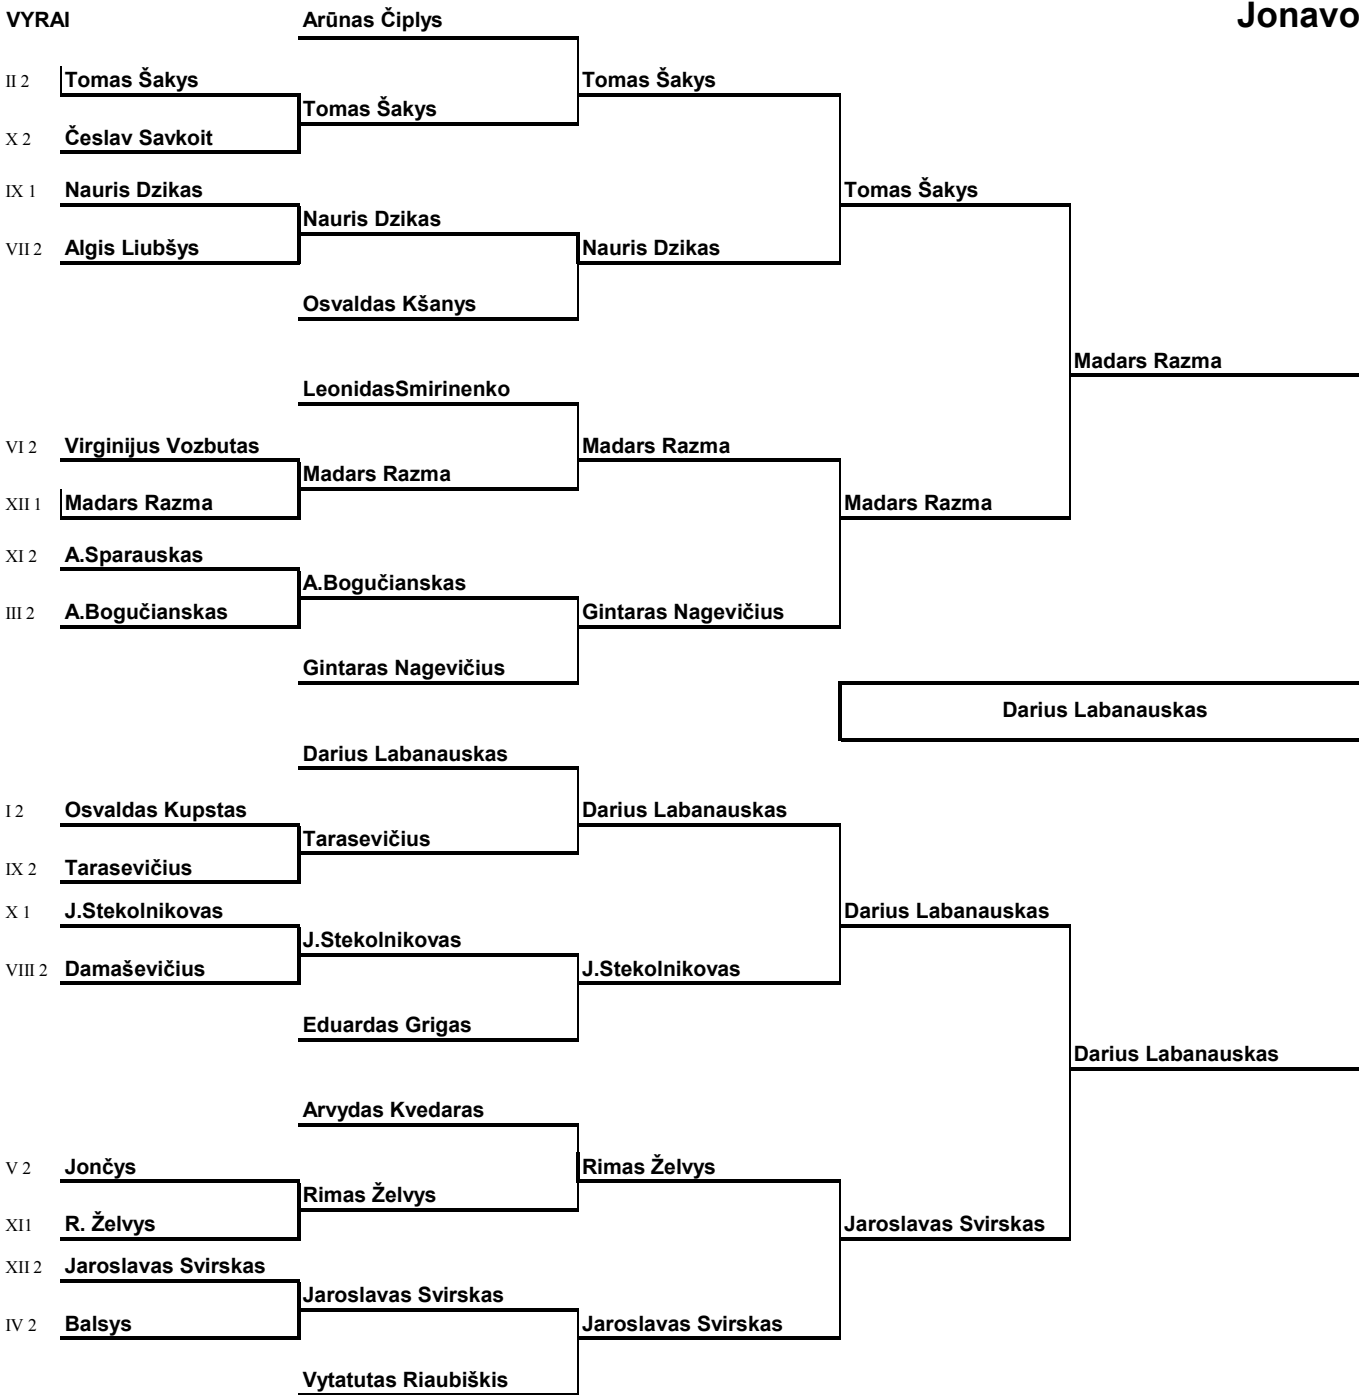 VYRAI
Arūnas Čiplys
Jonavo
II 2 Tomas Šakys
Tomas Šakys
Tomas Šakys
X 2 Česlav Savkoit
IX 1 Nauris Dzikas
Tomas Šakys
Nauris Dzikas
VII 2 Algis Liubšys
Nauris Dzikas
Osvaldas Kšanys
Madars Razma
LeonidasSmirinenko
VI 2 Virginijus Vozbutas
Madars Razma
Madars Razma
XII 1 Madars Razma
Madars Razma
XI 2 A.Sparauskas
A.Bogučianskas
III 2 A.Bogučianskas
Gintaras Nagevičius
Gintaras Nagevičius
Darius Labanauskas
Darius Labanauskas
I 2 Osvaldas Kupstas
Darius Labanauskas
Tarasevičius
IX 2 Tarasevičius
X 1 J.Stekolnikovas
Darius Labanauskas
J.Stekolnikovas
VIII 2 Damaševičius
J.Stekolnikovas
Eduardas Grigas
Darius Labanauskas
Arvydas Kvedaras
V 2 Jončys
Rimas Želvys
Rimas Želvys
XI1 R. Želvys
Jaroslavas Svirskas
XII 2 Jaroslavas Svirskas
Jaroslavas Svirskas
IV 2 Balsys
Jaroslavas Svirskas
Vytatutas Riaubiškis